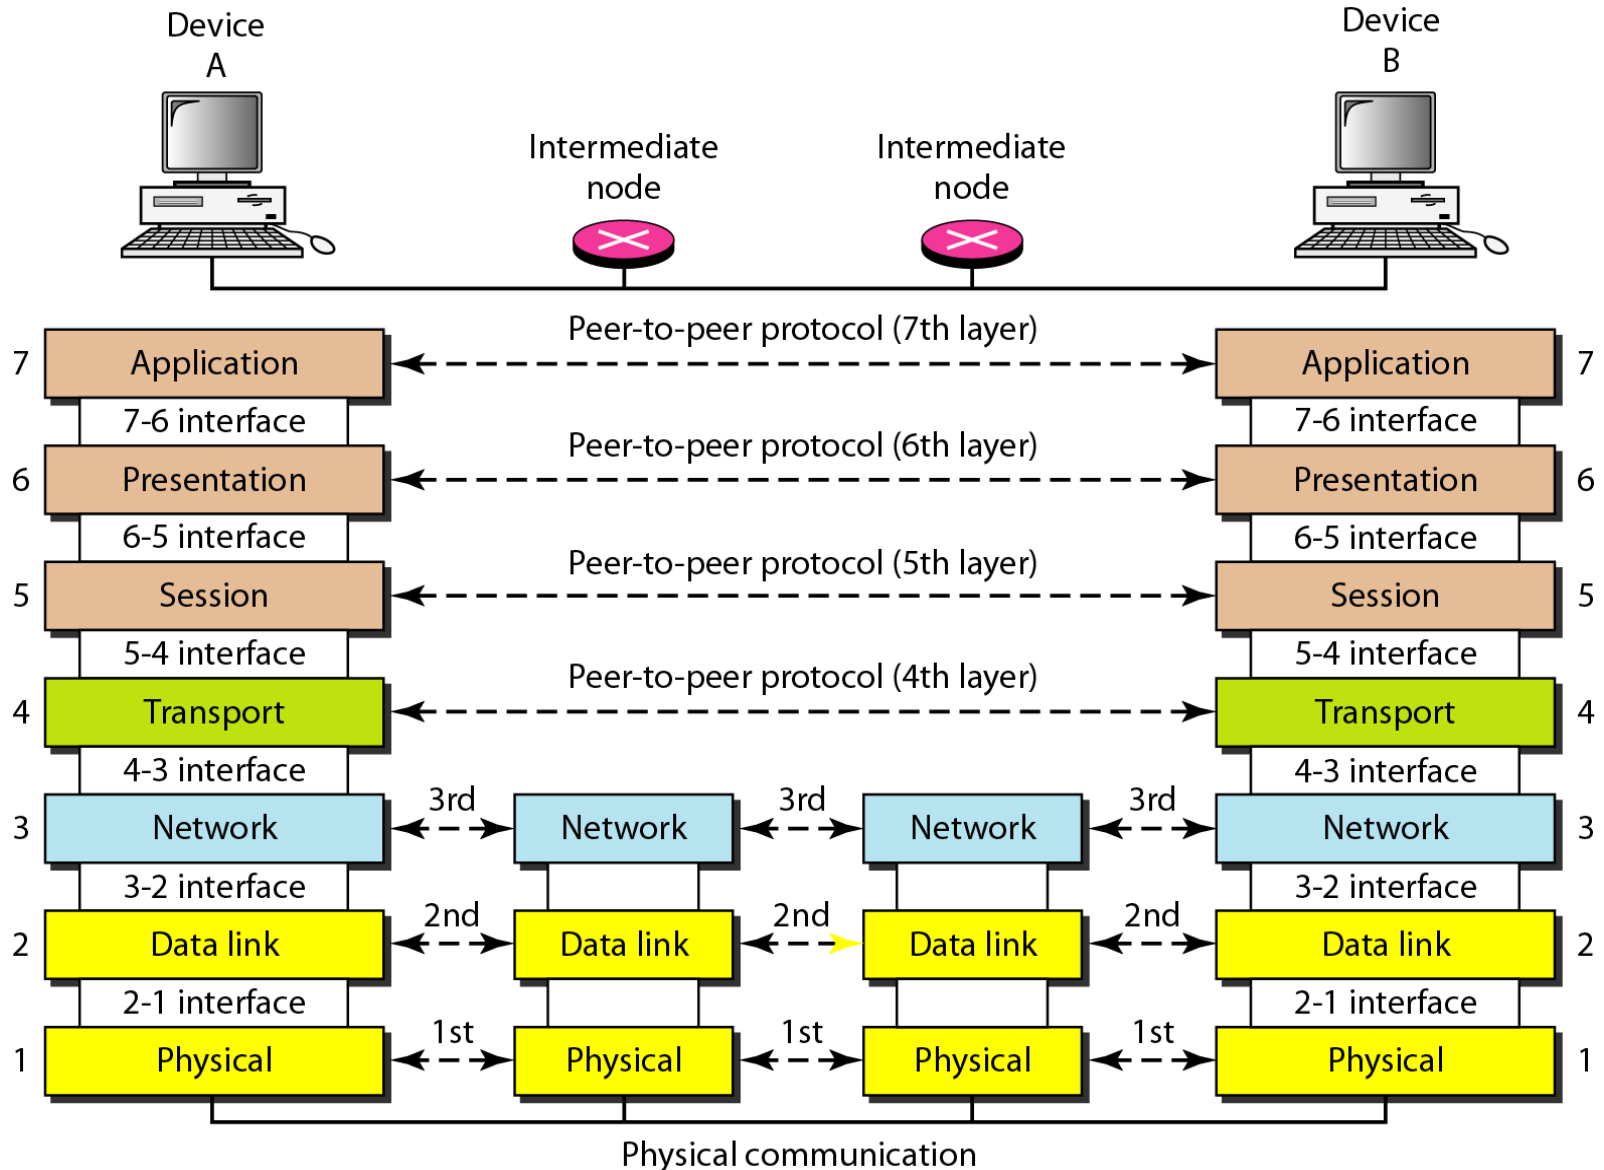 Device
A
Device
B
Intermediate
node
Intermediate
node
Peer-to-peer protocol (7th layer)
7
Application
Application
7
7-6 interface
7-6 interface
Peer-to-peer protocol (6th layer)
6
Presentation
Presentation
6
6-5 interface
6-5 interface
Peer-to-peer protocol (5th layer)
5
Session
Session
5
5-4 interface
5-4 interface
Peer-to-peer protocol (4th layer)
4
Transport
Transport
4
4-3 interface
4-3 interface
3rd
3rd
3rd
3
Network
Network
Network
Network
3
3-2 interface
3-2 interface
2nd
2nd
2nd
2
Data link
Data link
Data link
Data link
2
2-1 interface
2-1 interface
1st
1st
1st
1
Physical
Physical
Physical
Physical
1
Physical communication